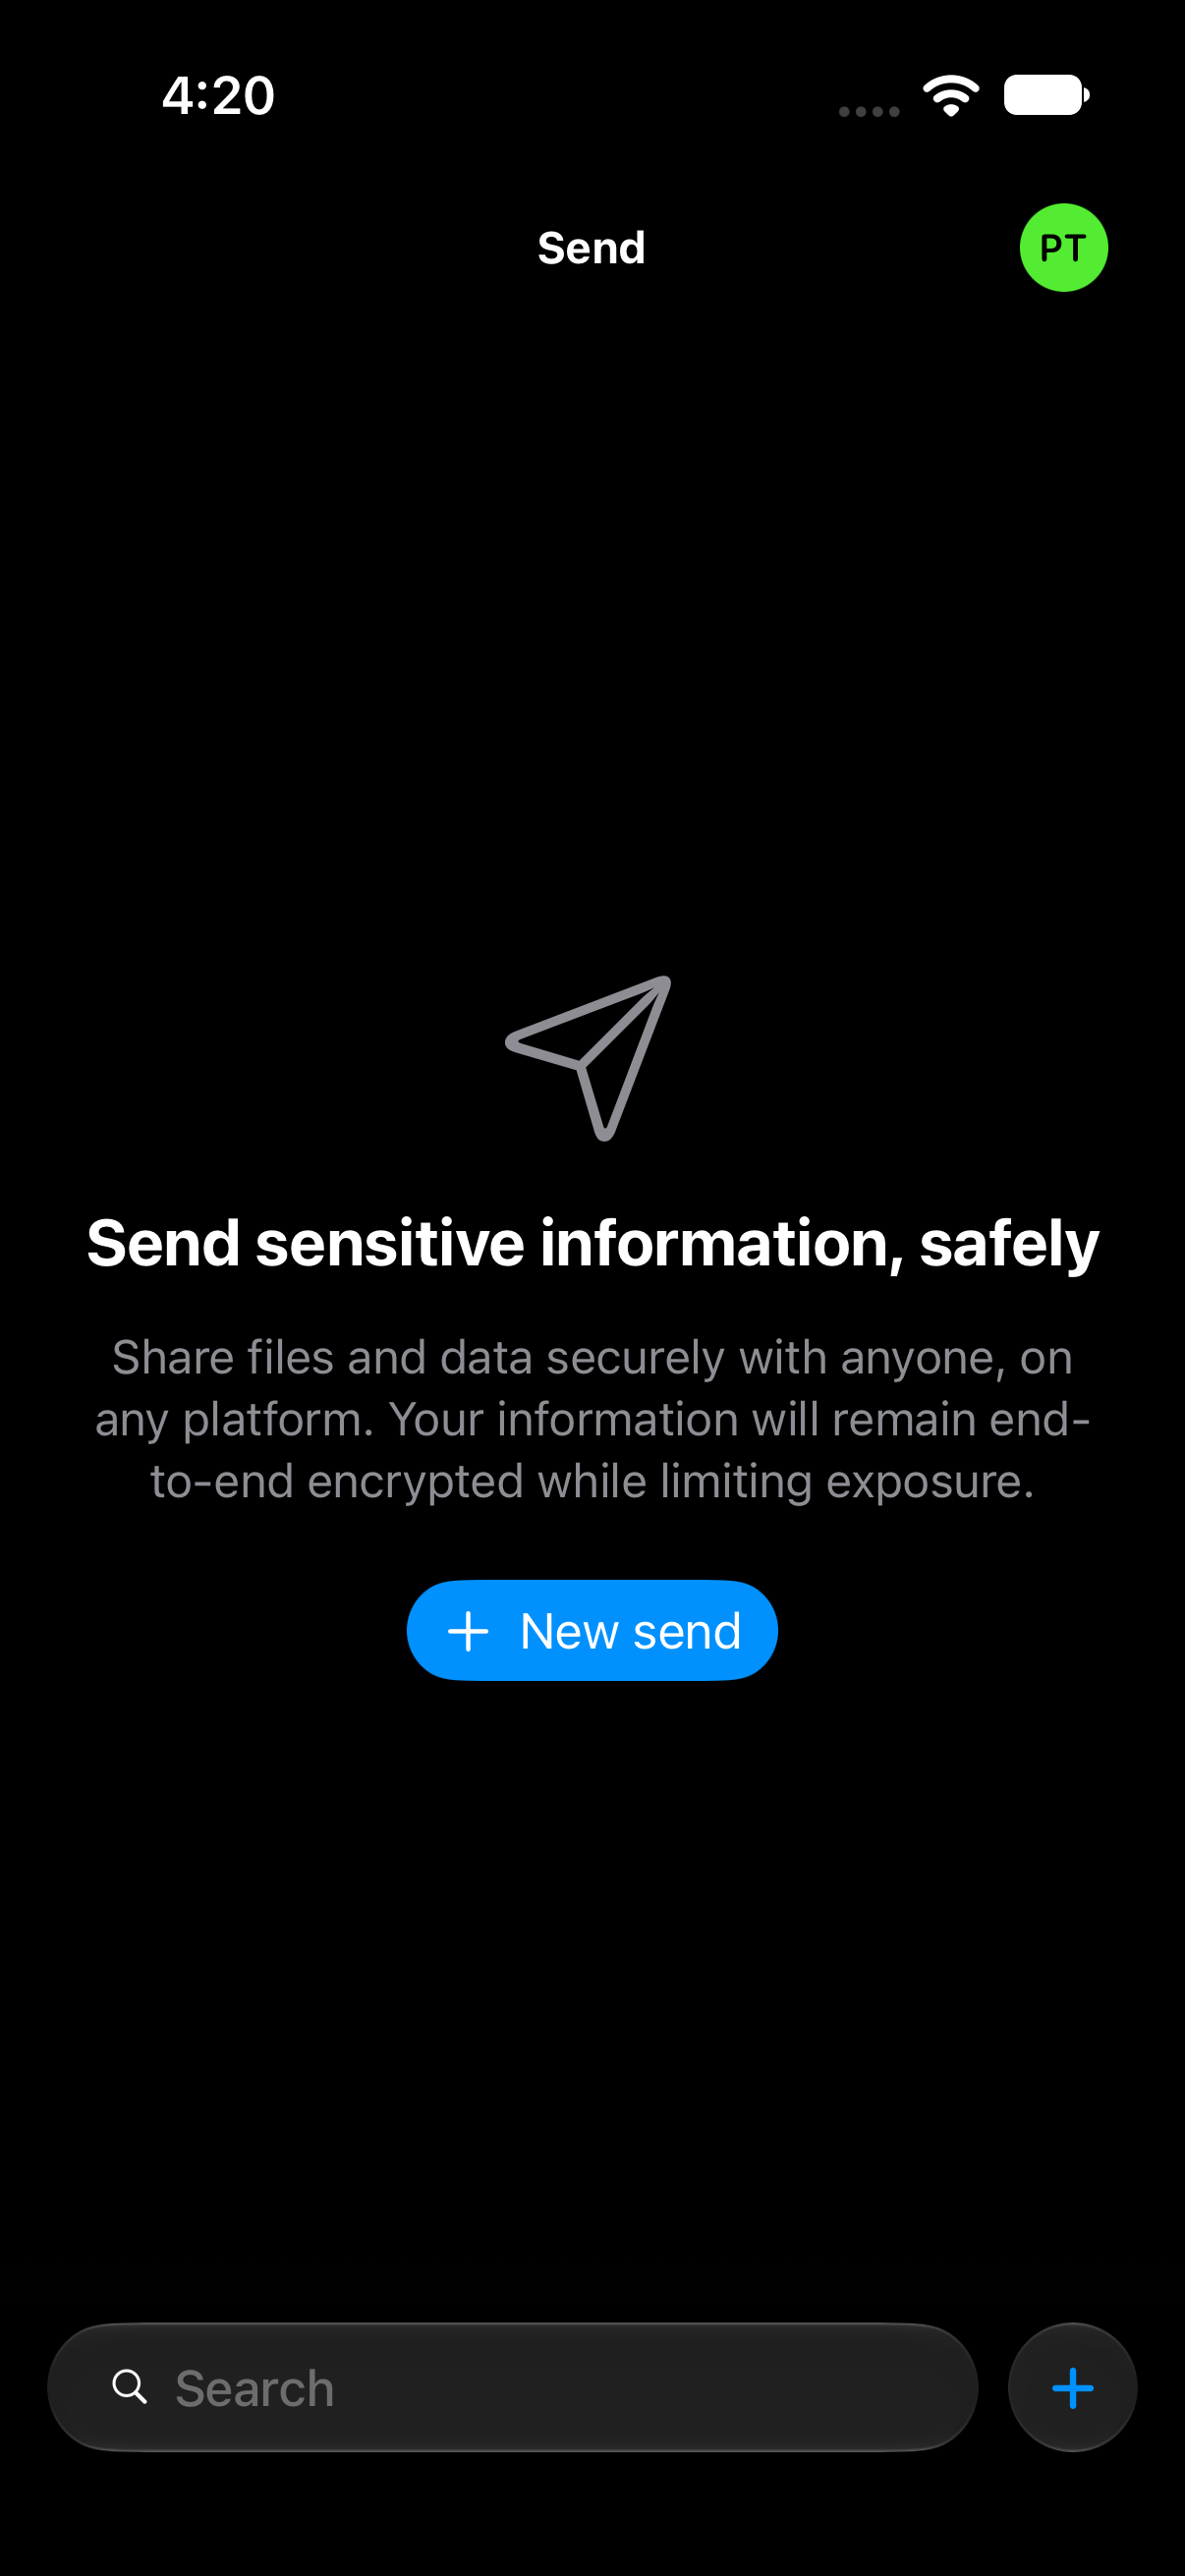 4:20
Send
PT
Send sensitive information, safely
Share files and data securely with anyone, on
any platform. Your information will remain end-
to-end encrypted while limiting exposure.
New send
Search